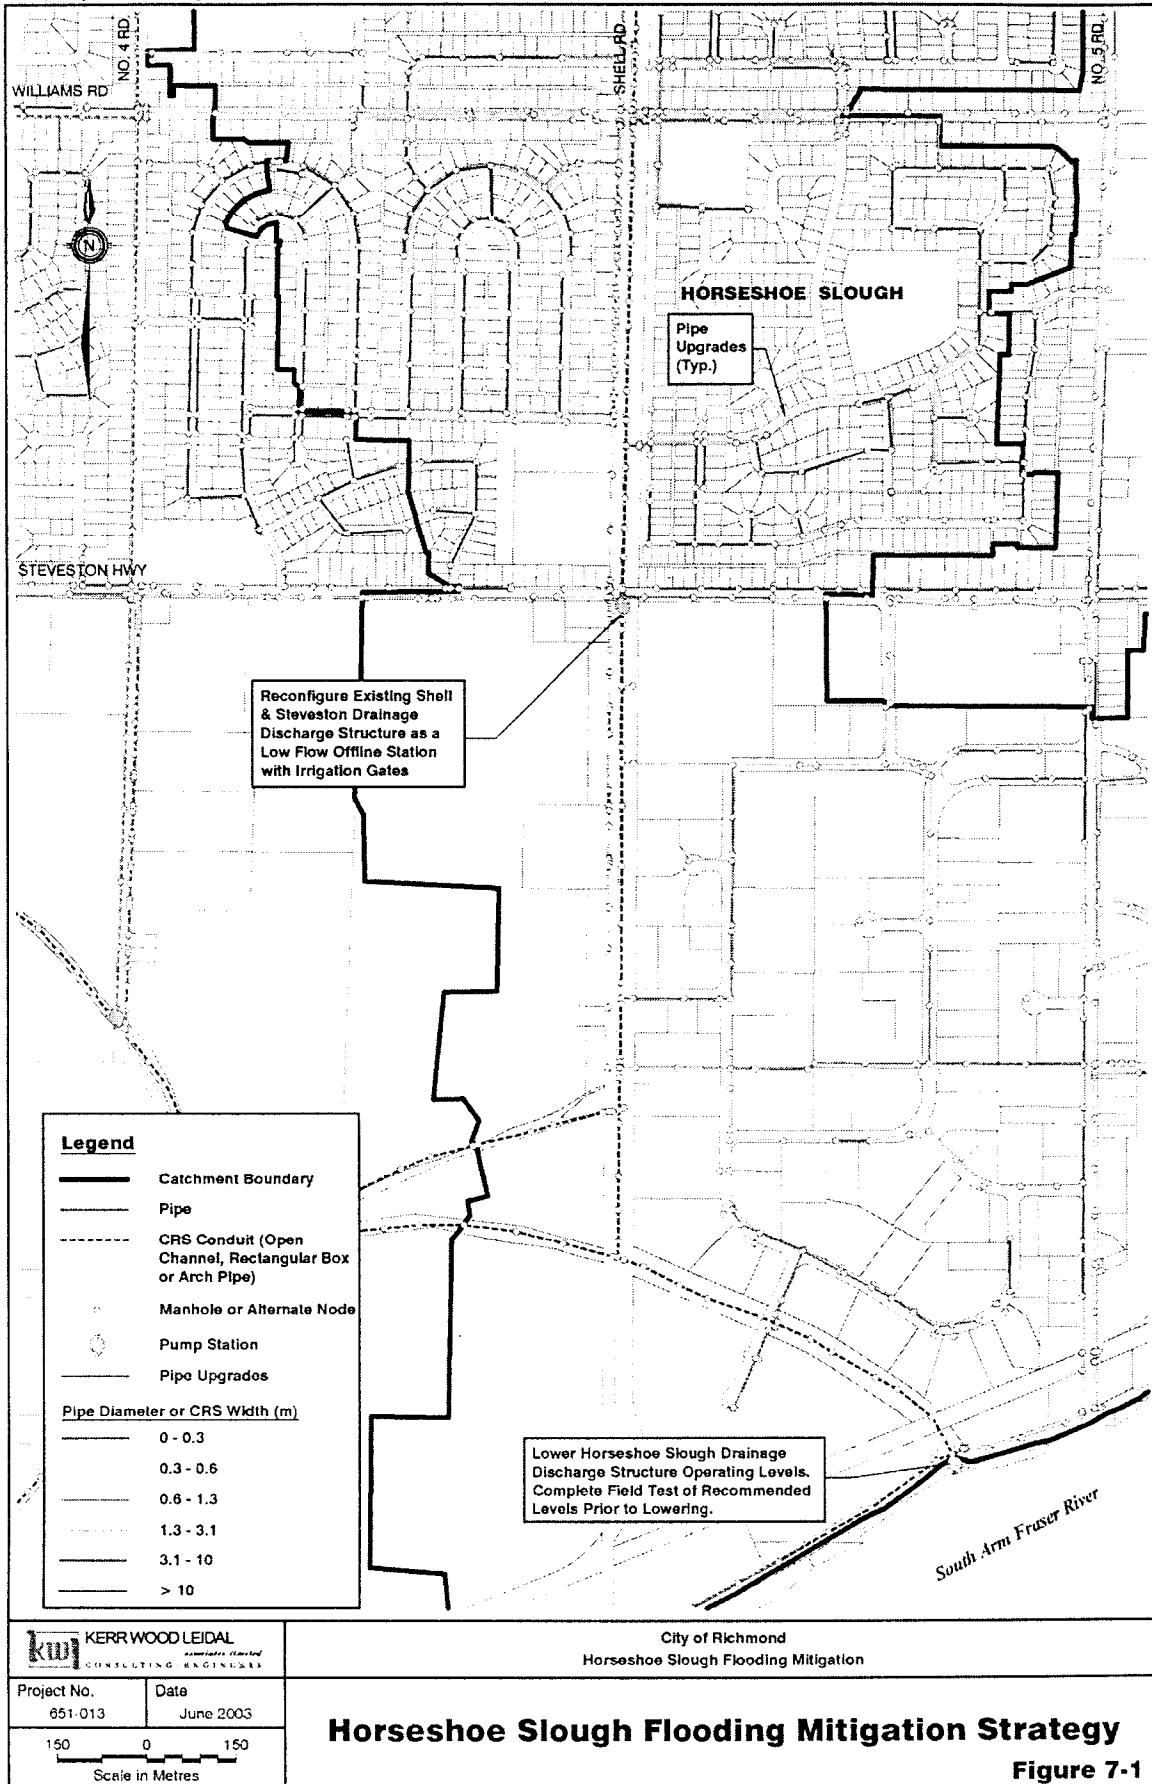 NO. 4 RD.
SHELL RD.
NO. 5 RD.
WILLIAMS RD
N
HORSESHOE SLOUGH
Pipe
Upgrades
(Typ.)
STEVESTON HWY
Reconfigure Existing Shell
& Steveston Drainage
Discharge Structure as a
Low Flow Offline Station
with Irrigation Gates
Legend
Catchment Boundary
Pipe
CRS Conduit (Open
Channel, Rectangular Box
or Arch Pipe)
Manhole or Alternate Node
Pump Station
Pipe Upgrades
Pipe Diameter or CRS Width (m)
0 - 0.3
0.3 - 0.6
0.6 - 1.3
1.3 - 3.1
3.1 - 10
> 10
Lower Horseshoe Slough Drainage
Discharge Structure Operating Levels.
Complete Field Test of Recommended
Levels Prior to Lowering.
South Arm Fraser River
kwl KERR WOOD LEIDAL
associates limited
CONSULTING ENGINEERS
City of Richmond
Horseshoe Slough Flooding Mitigation
Project No.
651-013
Date
June 2003
150 0 150
Scale in Metres
Horseshoe Slough Flooding Mitigation Strategy
Figure 7-1